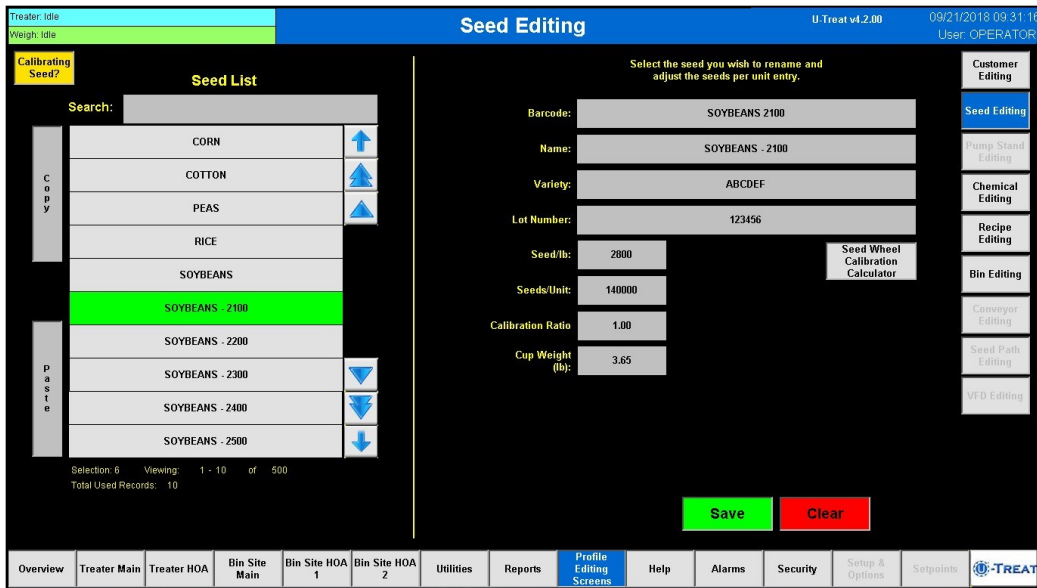 Treater: Idle
Weigh: Idle
Seed Editing
U-Treat v4.2.00
09/21/2018 09:31:16
User: OPERATOR
Calibrating
Seed?
Seed List
Search:
Copy
CORN
COTTON
PEAS
RICE
SOYBEANS
SOYBEANS - 2100
SOYBEANS - 2200
SOYBEANS - 2300
SOYBEANS - 2400
SOYBEANS - 2500
Paste
Selection: 6 Viewing: 1 - 10 of 500
Total Used Records: 10
Select the seed you wish to rename and
adjust the seeds per unit entry.
Barcode: SOYBEANS 2100
Name: SOYBEANS - 2100
Variety: ABCDEF
Lot Number: 123456
Seed/lb: 2800
Seeds/Unit: 140000
Calibration Ratio 1.00
Cup Weight
(lb): 3.65
Seed Wheel
Calibration
Calculator
Save
Clear
Customer
Editing
Seed Editing
Pump Stand
Editing
Chemical
Editing
Recipe
Editing
Bin Editing
Conveyor
Editing
Seed Path
Editing
VFD Editing
Overview
Treater Main
Treater HOA
Bin Site
Main
Bin Site HOA
1
Bin Site HOA
2
Utilities
Reports
Profile
Editing
Screens
Help
Alarms
Security
Setup &
Options
Setpoints
U-TREAT